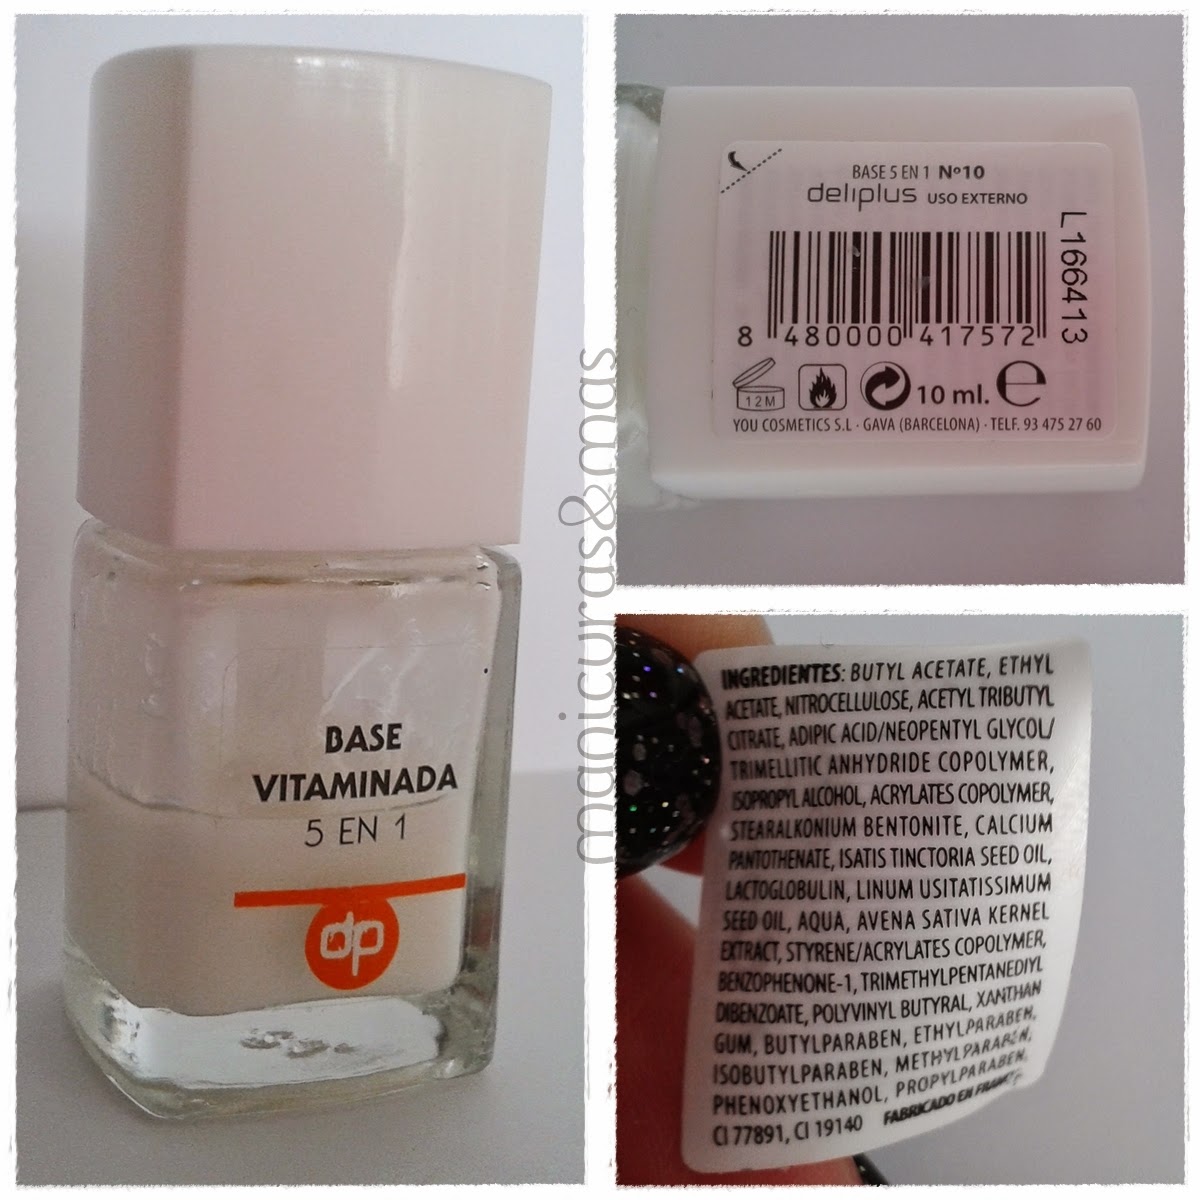 BASE
VITAMINADA
5 EN 1
dp
manicuras&mas
BASE 5 EN 1 Nº10
deliplus USO EXTERNO
8 480000 417572
L166413
12M
10 ml. e
YOU COSMETICS S.L · GAVA (BARCELONA) · TELF. 93 475 27 60
INGREDIENTES: BUTYL ACETATE, ETHYL
ACETATE, NITROCELLULOSE, ACETYL TRIBUTYL
CITRATE, ADIPIC ACID/NEOPENTYL GLYCOL/
TRIMELLITIC ANHYDRIDE COPOLYMER,
ISOPROPYL ALCOHOL, ACRYLATES COPOLYMER,
STEARALKONIUM BENTONITE, CALCIUM
PANTOTHENATE, ISATIS TINCTORIA SEED OIL,
LACTOGLOBULIN, LINUM USITATISSIMUM
SEED OIL, AQUA, AVENA SATIVA KERNEL
EXTRACT, STYRENE/ACRYLATES COPOLYMER,
BENZOPHENONE-1, TRIMETHYLPENTANEDIYL
DIBENZOATE, POLYVINYL BUTYRAL, XANTHAN
GUM, BUTYLPARABEN, ETHYLPARABEN,
ISOBUTYLPARABEN, METHYLPARABEN,
PHENOXYETHANOL, PROPYLPARABEN,
CI 77891, CI 19140 FABRICADO EN FRANCIA